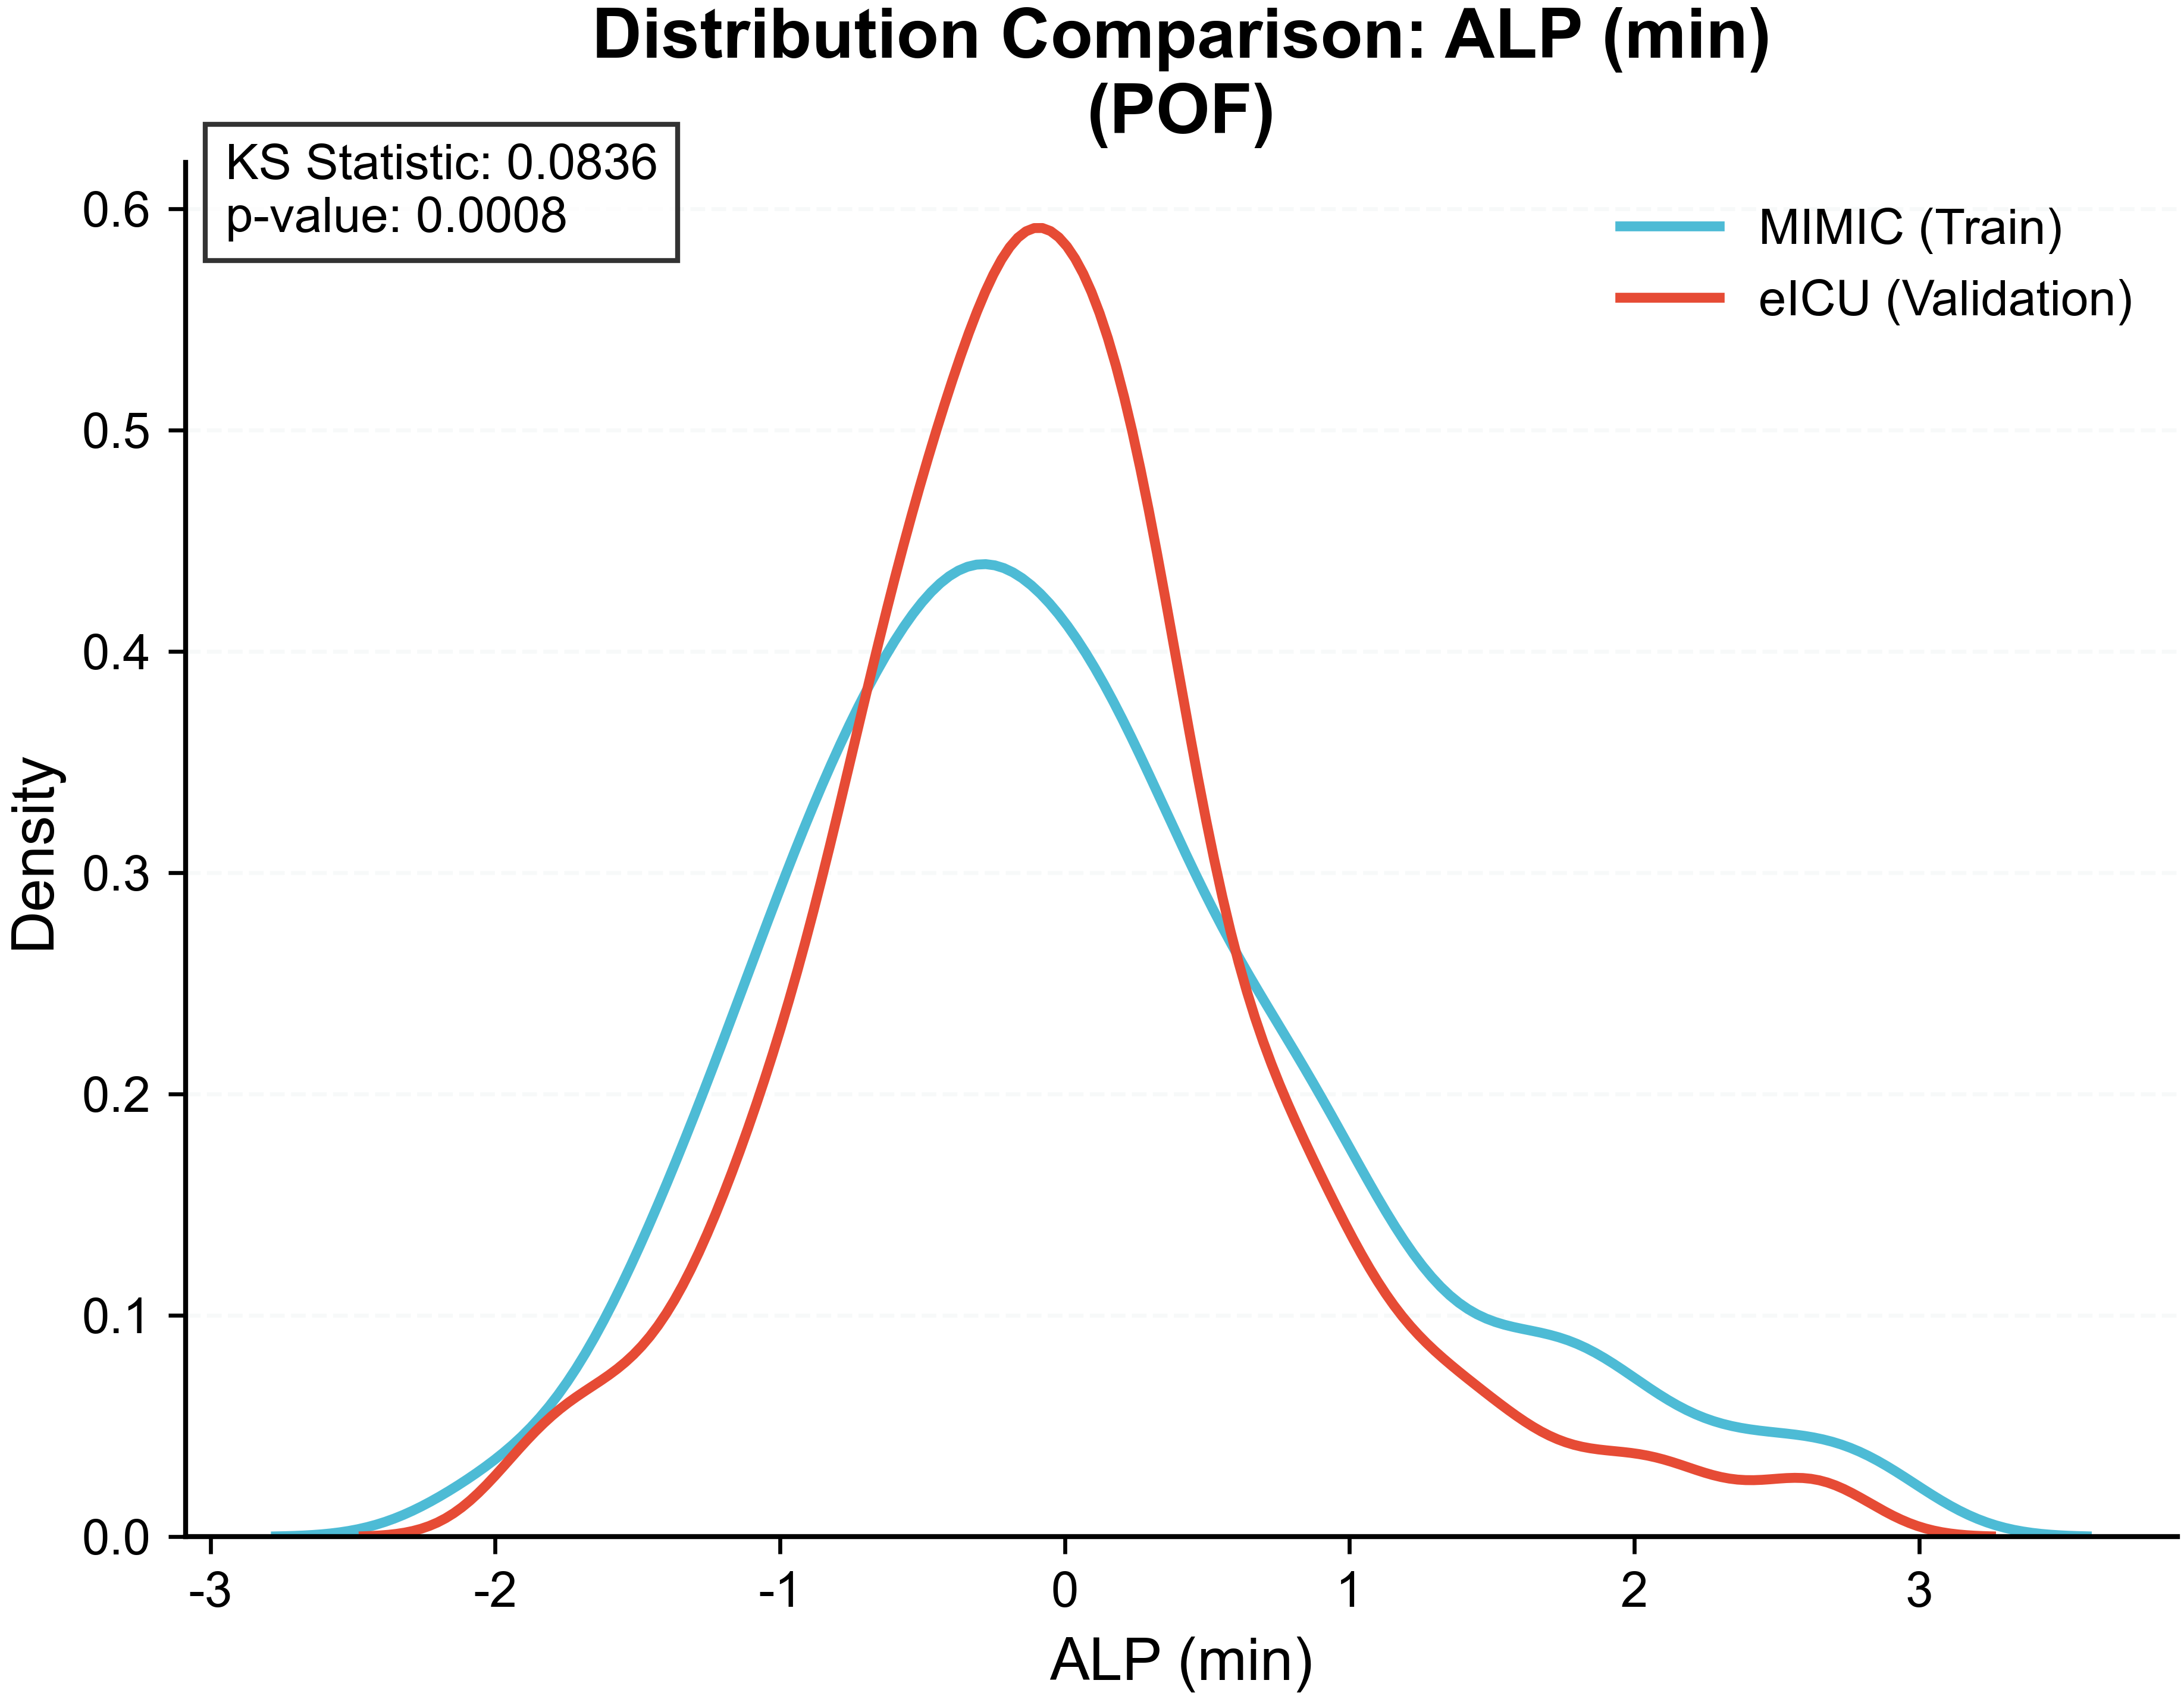 Distribution Comparison: ALP (min)
(POF)
KS Statistic: 0.0836
p-value: 0.0008
MIMIC (Train)
eICU (Validation)
0.6
0.5
0.4
0.3
0.2
0.1
0.0
Density
-3
-2
-1
0
1
2
3
ALP (min)